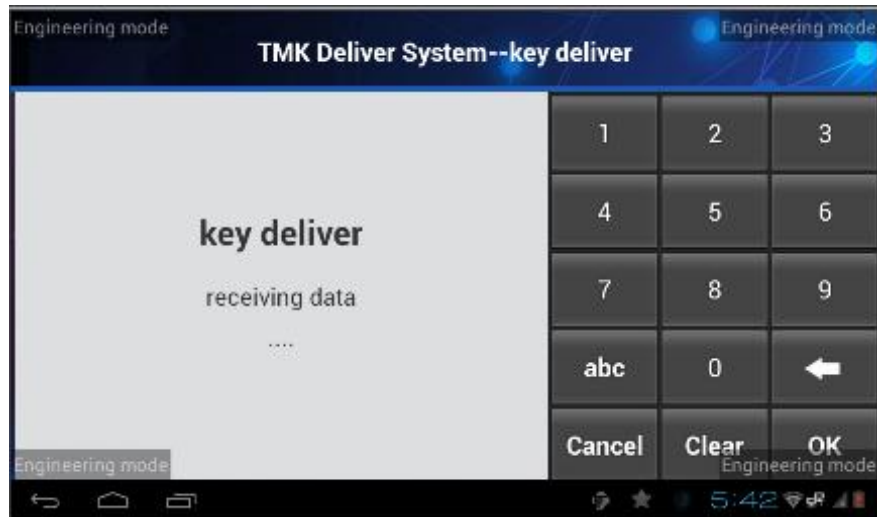 Engineering mode
Engineering mode
TMK Deliver System--key deliver
1 2 3
4 5 6
7 8 9
abc 0
Cancel Clear OK
key deliver
receiving data
....
Engineering mode
Engineering mode
5:42